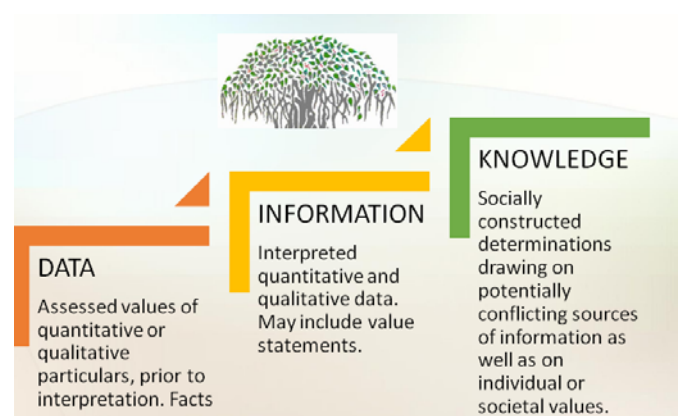 DATA
Assessed values of
quantitative or
qualitative
particulars, prior to
interpretation. Facts
INFORMATION
Interpreted
quantitative and
qualitative data.
May include value
statements.
KNOWLEDGE
Socially
constructed
determinations
drawing on
potentially
conflicting sources
of information as
well as on
individual or
societal values.